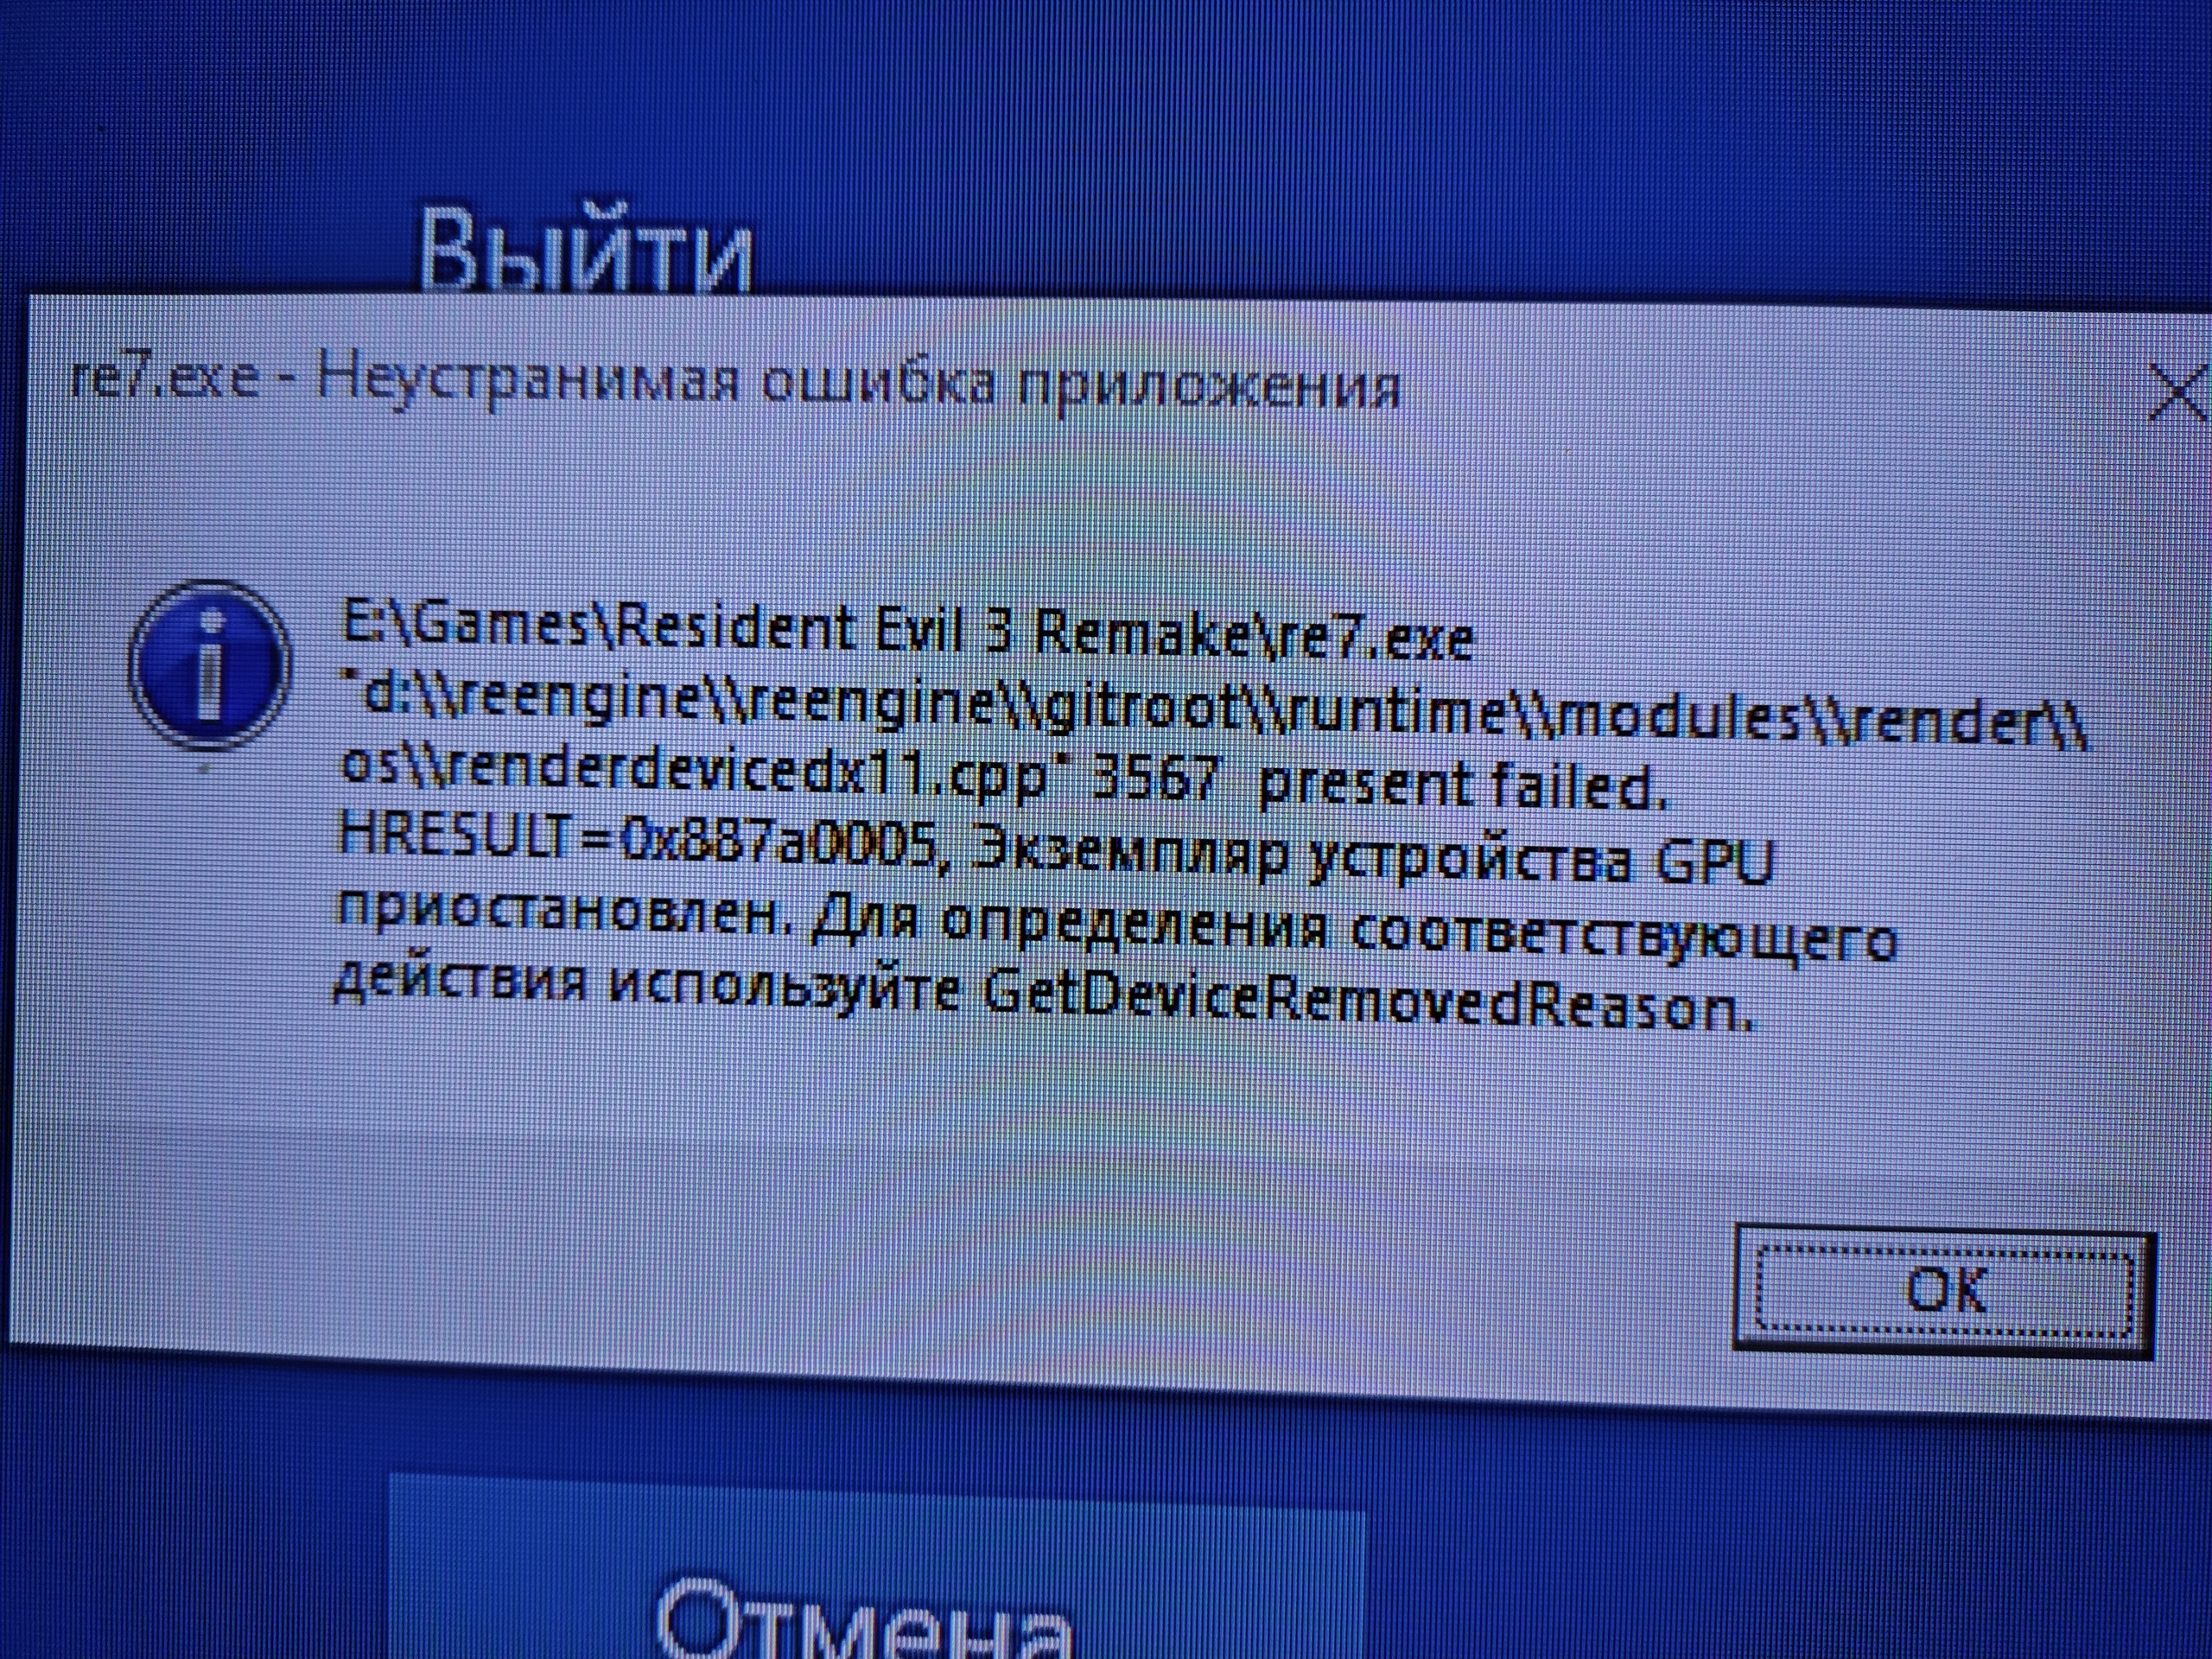 Выйти
re7.exe - Неустранимая ошибка приложения
E:\Games\Resident Evil 3 Remake\re7.exe
"d:\\reengine\\reengine\\gitroot\\runtime\\modules\\render\\
os\\renderdevicedx11.cpp" 3567 present failed.
HRESULT=0x887a0005, Экземпляр устройства GPU
приостановлен. Для определения соответствующего
действия используйте GetDeviceRemovedReason.
OK
Отмена